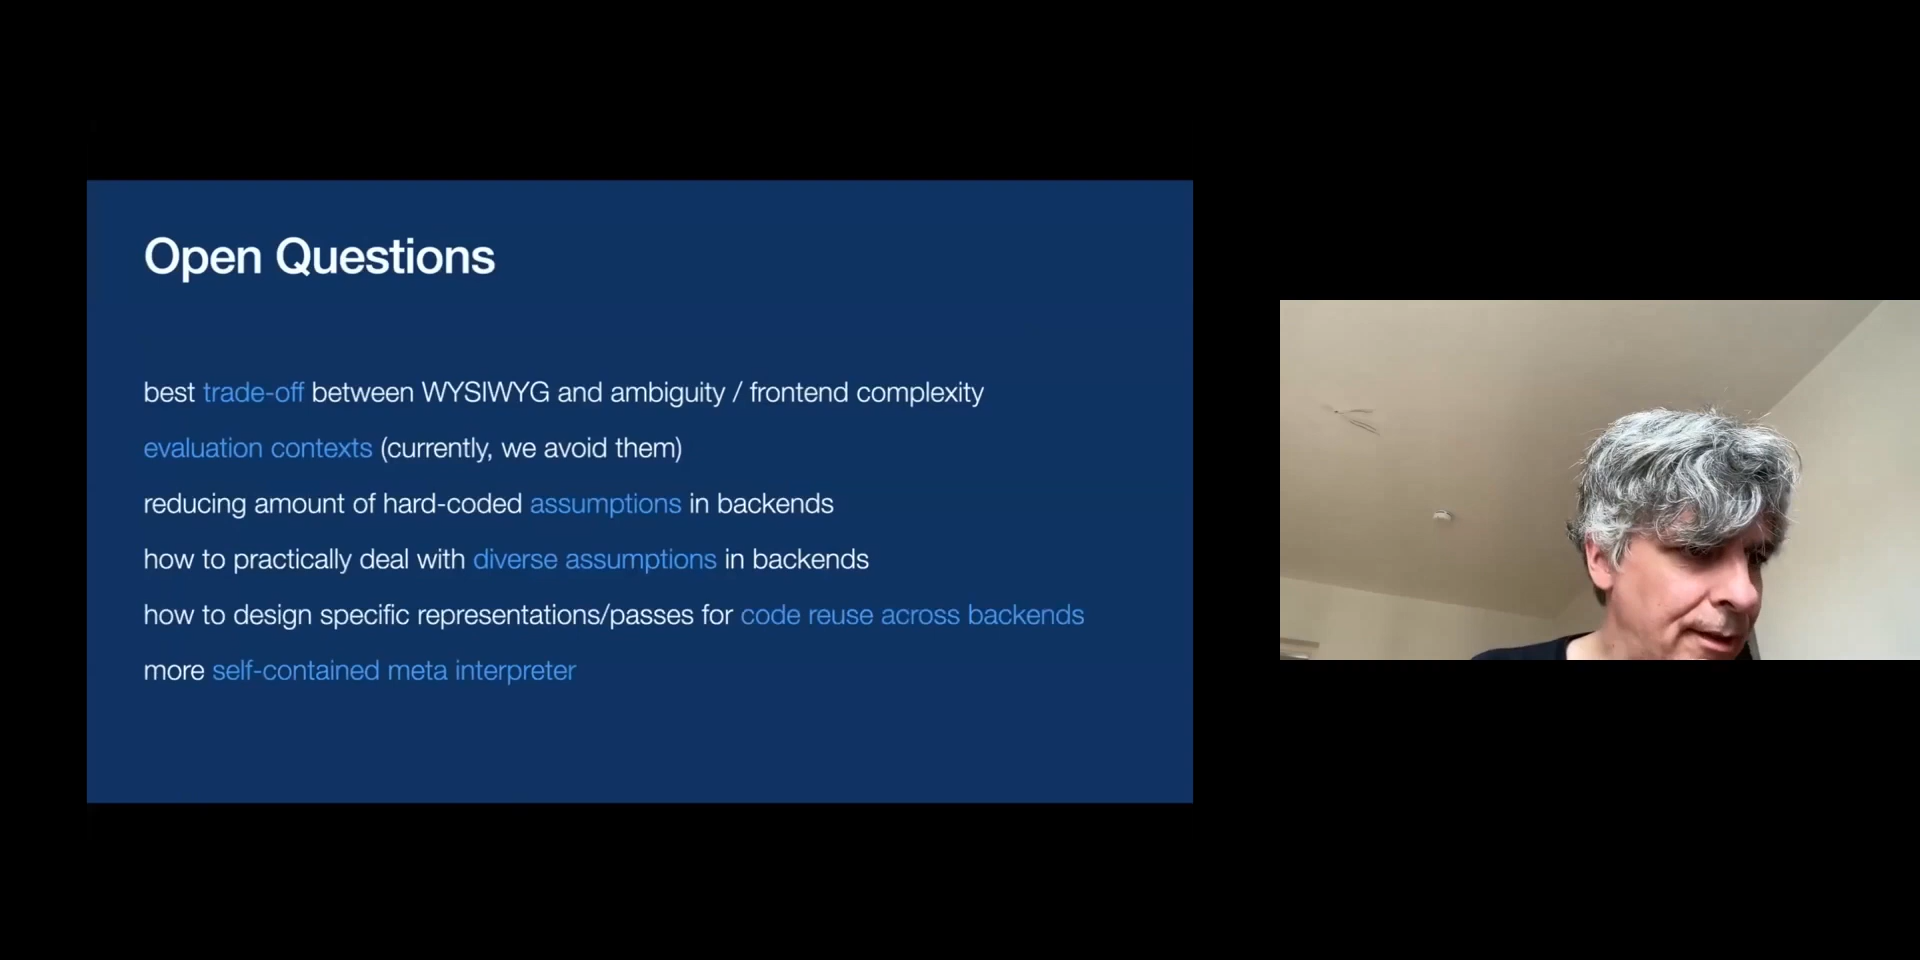 Open Questions
best trade-off between WYSIWYG and ambiguity / frontend complexity
evaluation contexts (currently, we avoid them)
reducing amount of hard-coded assumptions in backends
how to practically deal with diverse assumptions in backends
how to design specific representations/passes for code reuse across backends
more self-contained meta interpreter